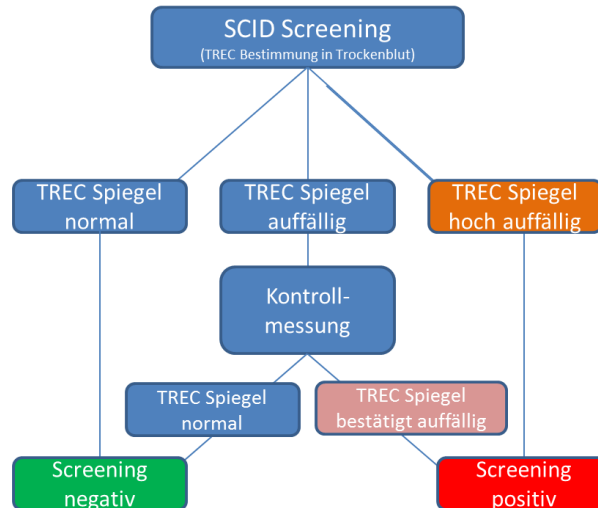 SCID Screening
(TREC Bestimmung in Trockenblut)
TREC Spiegel
normal
TREC Spiegel
auffällig
TREC Spiegel
hoch auffällig
Kontroll-
messung
TREC Spiegel
normal
TREC Spiegel
bestätigt auffällig
Screening
negativ
Screening
positiv